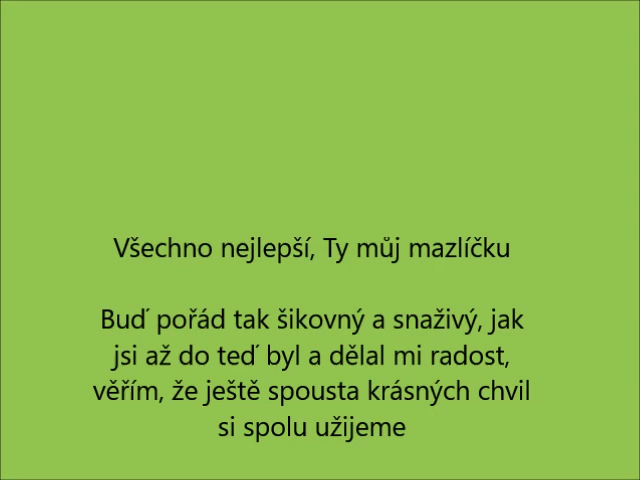 Všechno nejlepší, Ty můj mazlíčku
Buď pořád tak šikovný a snaživý, jak
jsi až do teď byl a dělal mi radost,
věřím, že ještě spousta krásných chvil
si spolu užijeme